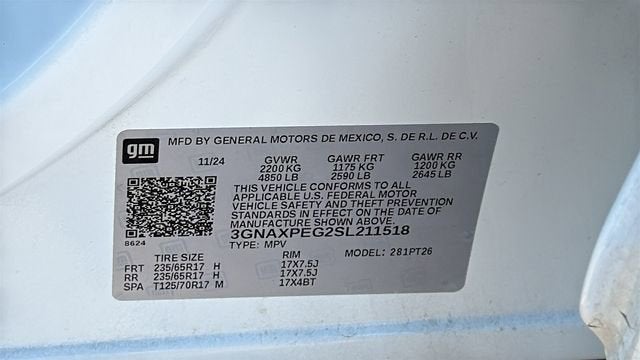 gm MFD BY GENERAL MOTORS DE MEXICO, S. DE R.L. DE C.V.
11/24 GVWR GAWR FRT GAWR RR
2200 KG 1175 KG 1200 KG
4850 LB 2590 LB 2645 LB
THIS VEHICLE CONFORMS TO ALL
APPLICABLE U.S. FEDERAL MOTOR
VEHICLE SAFETY AND THEFT PREVENTION
STANDARDS IN EFFECT ON THE DATE OF
MANUFACTURE SHOWN ABOVE.
3GNAXPEG2SL211518
8624 TYPE: MPV MODEL: 281PT26
TIRE SIZE RIM
FRT 235/65R17 H 17X7.5J
RR 235/65R17 H 17X7.5J
SPA T125/70R17 M 17X4BT